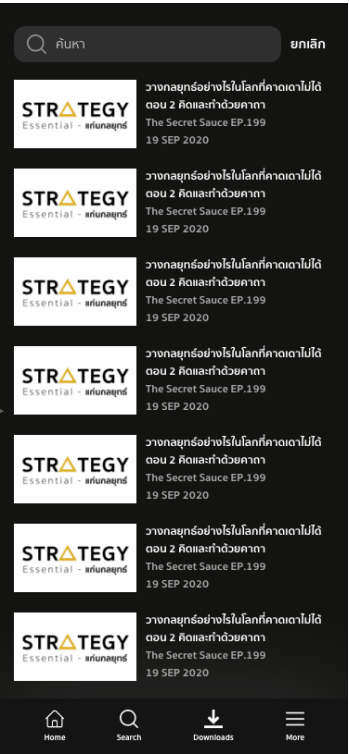 ค้นหา
ยกเลิก
STRATEGY
Essential - แก่นกลยุทธ์
วางกลยุทธ์อย่างไรในโลกที่คาดเดาไม่ได้
ตอน 2 คิดและทำด้วยคาถา
The Secret Sauce EP.199
19 SEP 2020
STRATEGY
Essential - แก่นกลยุทธ์
วางกลยุทธ์อย่างไรในโลกที่คาดเดาไม่ได้
ตอน 2 คิดและทำด้วยคาถา
The Secret Sauce EP.199
19 SEP 2020
STRATEGY
Essential - แก่นกลยุทธ์
วางกลยุทธ์อย่างไรในโลกที่คาดเดาไม่ได้
ตอน 2 คิดและทำด้วยคาถา
The Secret Sauce EP.199
19 SEP 2020
STRATEGY
Essential - แก่นกลยุทธ์
วางกลยุทธ์อย่างไรในโลกที่คาดเดาไม่ได้
ตอน 2 คิดและทำด้วยคาถา
The Secret Sauce EP.199
19 SEP 2020
STRATEGY
Essential - แก่นกลยุทธ์
วางกลยุทธ์อย่างไรในโลกที่คาดเดาไม่ได้
ตอน 2 คิดและทำด้วยคาถา
The Secret Sauce EP.199
19 SEP 2020
STRATEGY
Essential - แก่นกลยุทธ์
วางกลยุทธ์อย่างไรในโลกที่คาดเดาไม่ได้
ตอน 2 คิดและทำด้วยคาถา
The Secret Sauce EP.199
19 SEP 2020
STRATEGY
Essential - แก่นกลยุทธ์
วางกลยุทธ์อย่างไรในโลกที่คาดเดาไม่ได้
ตอน 2 คิดและทำด้วยคาถา
The Secret Sauce EP.199
19 SEP 2020
Home
Search
Downloads
More